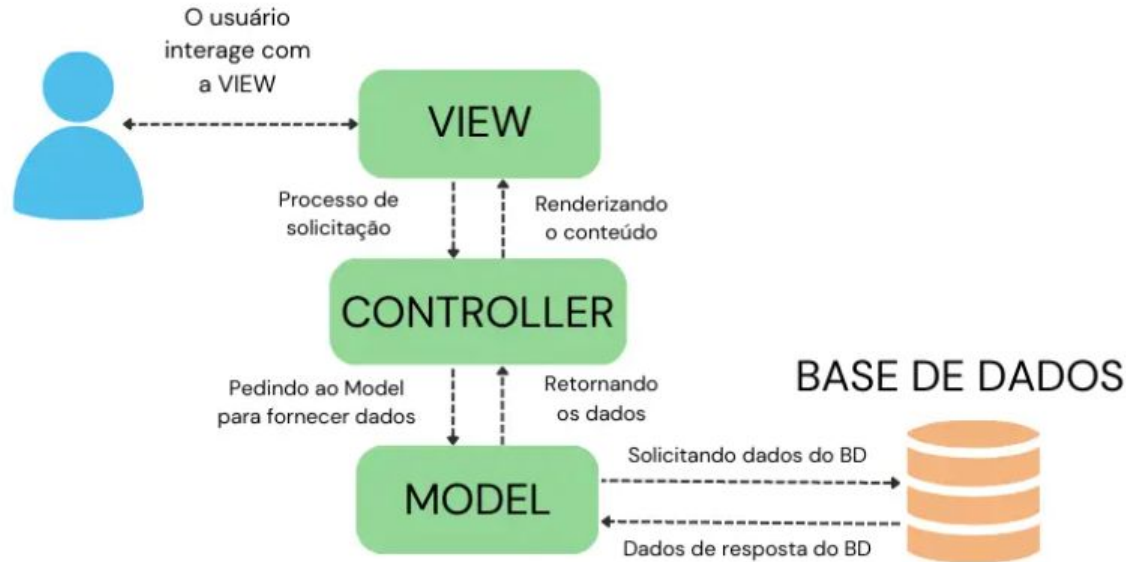 O usuário
interage com
a VIEW
VIEW
Processo de
solicitação
Renderizando
o conteúdo
CONTROLLER
Pedindo ao Model
para fornecer dados
Retornando
os dados
BASE DE DADOS
MODEL
Solicitando dados do BD
Dados de resposta do BD